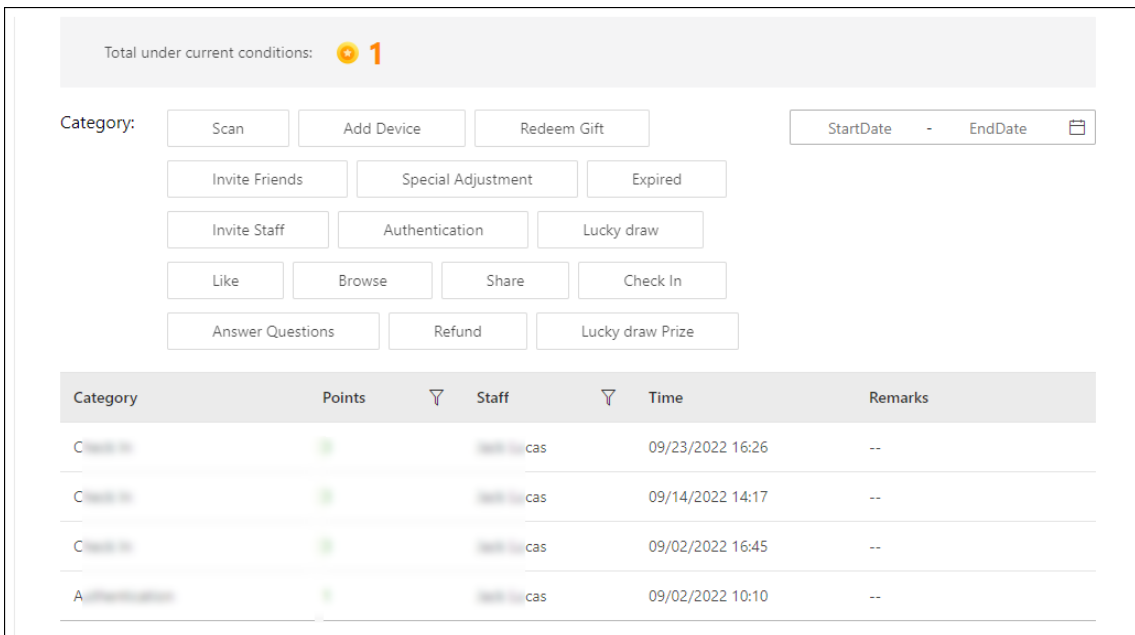 Total under current conditions: 1
Category: Scan Add Device Redeem Gift StartDate - EndDate
Invite Friends Special Adjustment Expired
Invite Staff Authentication Lucky draw
Like Browse Share Check In
Answer Questions Refund Lucky draw Prize
Category Points Staff Time Remarks
C cas 09/23/2022 16:26 --
C cas 09/14/2022 14:17 --
C cas 09/02/2022 16:45 --
A cas 09/02/2022 10:10 --